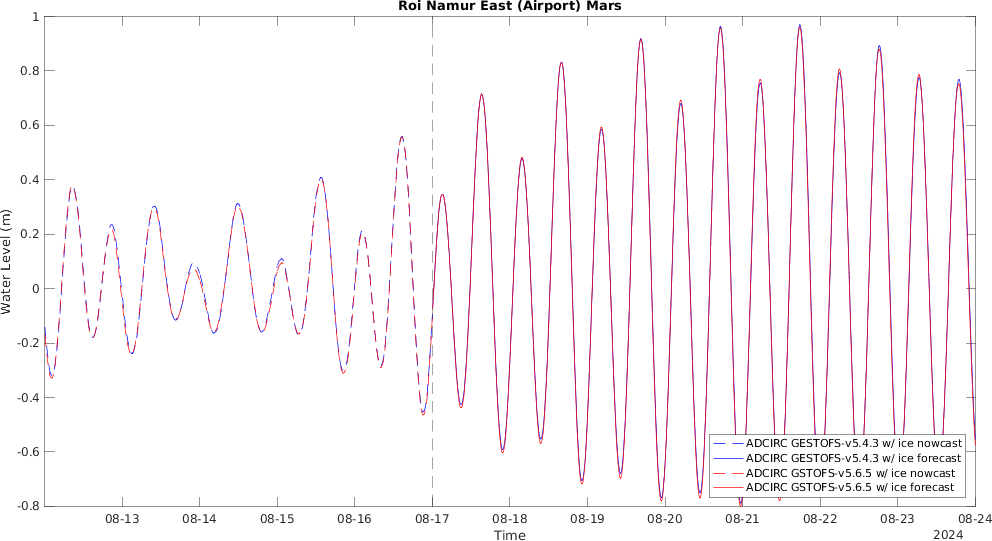 Roi Namur East (Airport) Mars
Water Level (m)
1
0.8
0.6
0.4
0.2
0
-0.2
-0.4
-0.6
-0.8
ADCIRC GESTOFS-v5.4.3 w/ ice nowcast
ADCIRC GESTOFS-v5.4.3 w/ ice forecast
ADCIRC GSTOFS-v5.6.5 w/ ice nowcast
ADCIRC GSTOFS-v5.6.5 w/ ice forecast
08-13 08-14 08-15 08-16 08-17 08-18 08-19 08-20 08-21 08-22 08-23 08-24
Time
2024